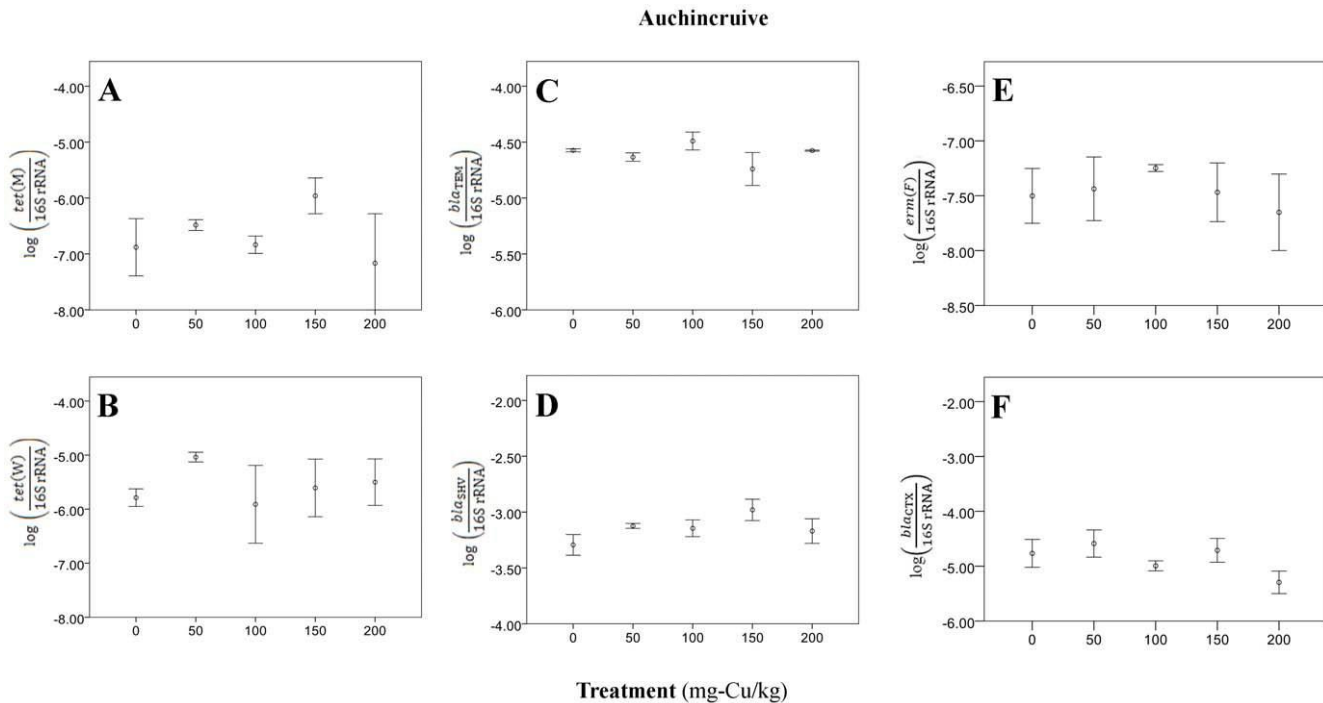 Auchincruive
A
log (tet(M) / 16S rRNA)
-4.00
-5.00
-6.00
-7.00
-8.00
0 50 100 150 200
C
log (blaTEM / 16S rRNA)
-4.00
-4.50
-5.00
-5.50
-6.00
0 50 100 150 200
E
log(erm(F) / 16S rRNA)
-6.50
-7.00
-7.50
-8.00
-8.50
0 50 100 150 200
B
log (tet(W) / 16S rRNA)
-4.00
-5.00
-6.00
-7.00
-8.00
0 50 100 150 200
D
log (blaSHV / 16S rRNA)
-2.00
-2.50
-3.00
-3.50
-4.00
0 50 100 150 200
F
log(blaCTX / 16S rRNA)
-2.00
-3.00
-4.00
-5.00
-6.00
0 50 100 150 200
Treatment (mg-Cu/kg)